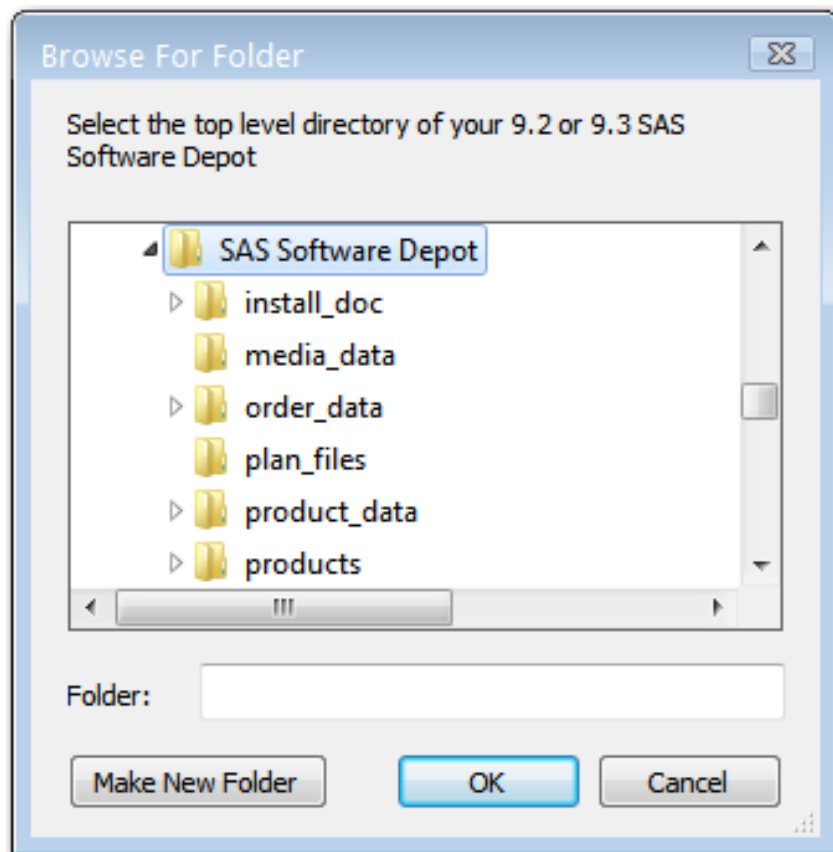 Browse For Folder
Select the top level directory of your 9.2 or 9.3 SAS
Software Depot
SAS Software Depot
install_doc
media_data
order_data
plan_files
product_data
products
Folder:
Make New Folder
OK
Cancel